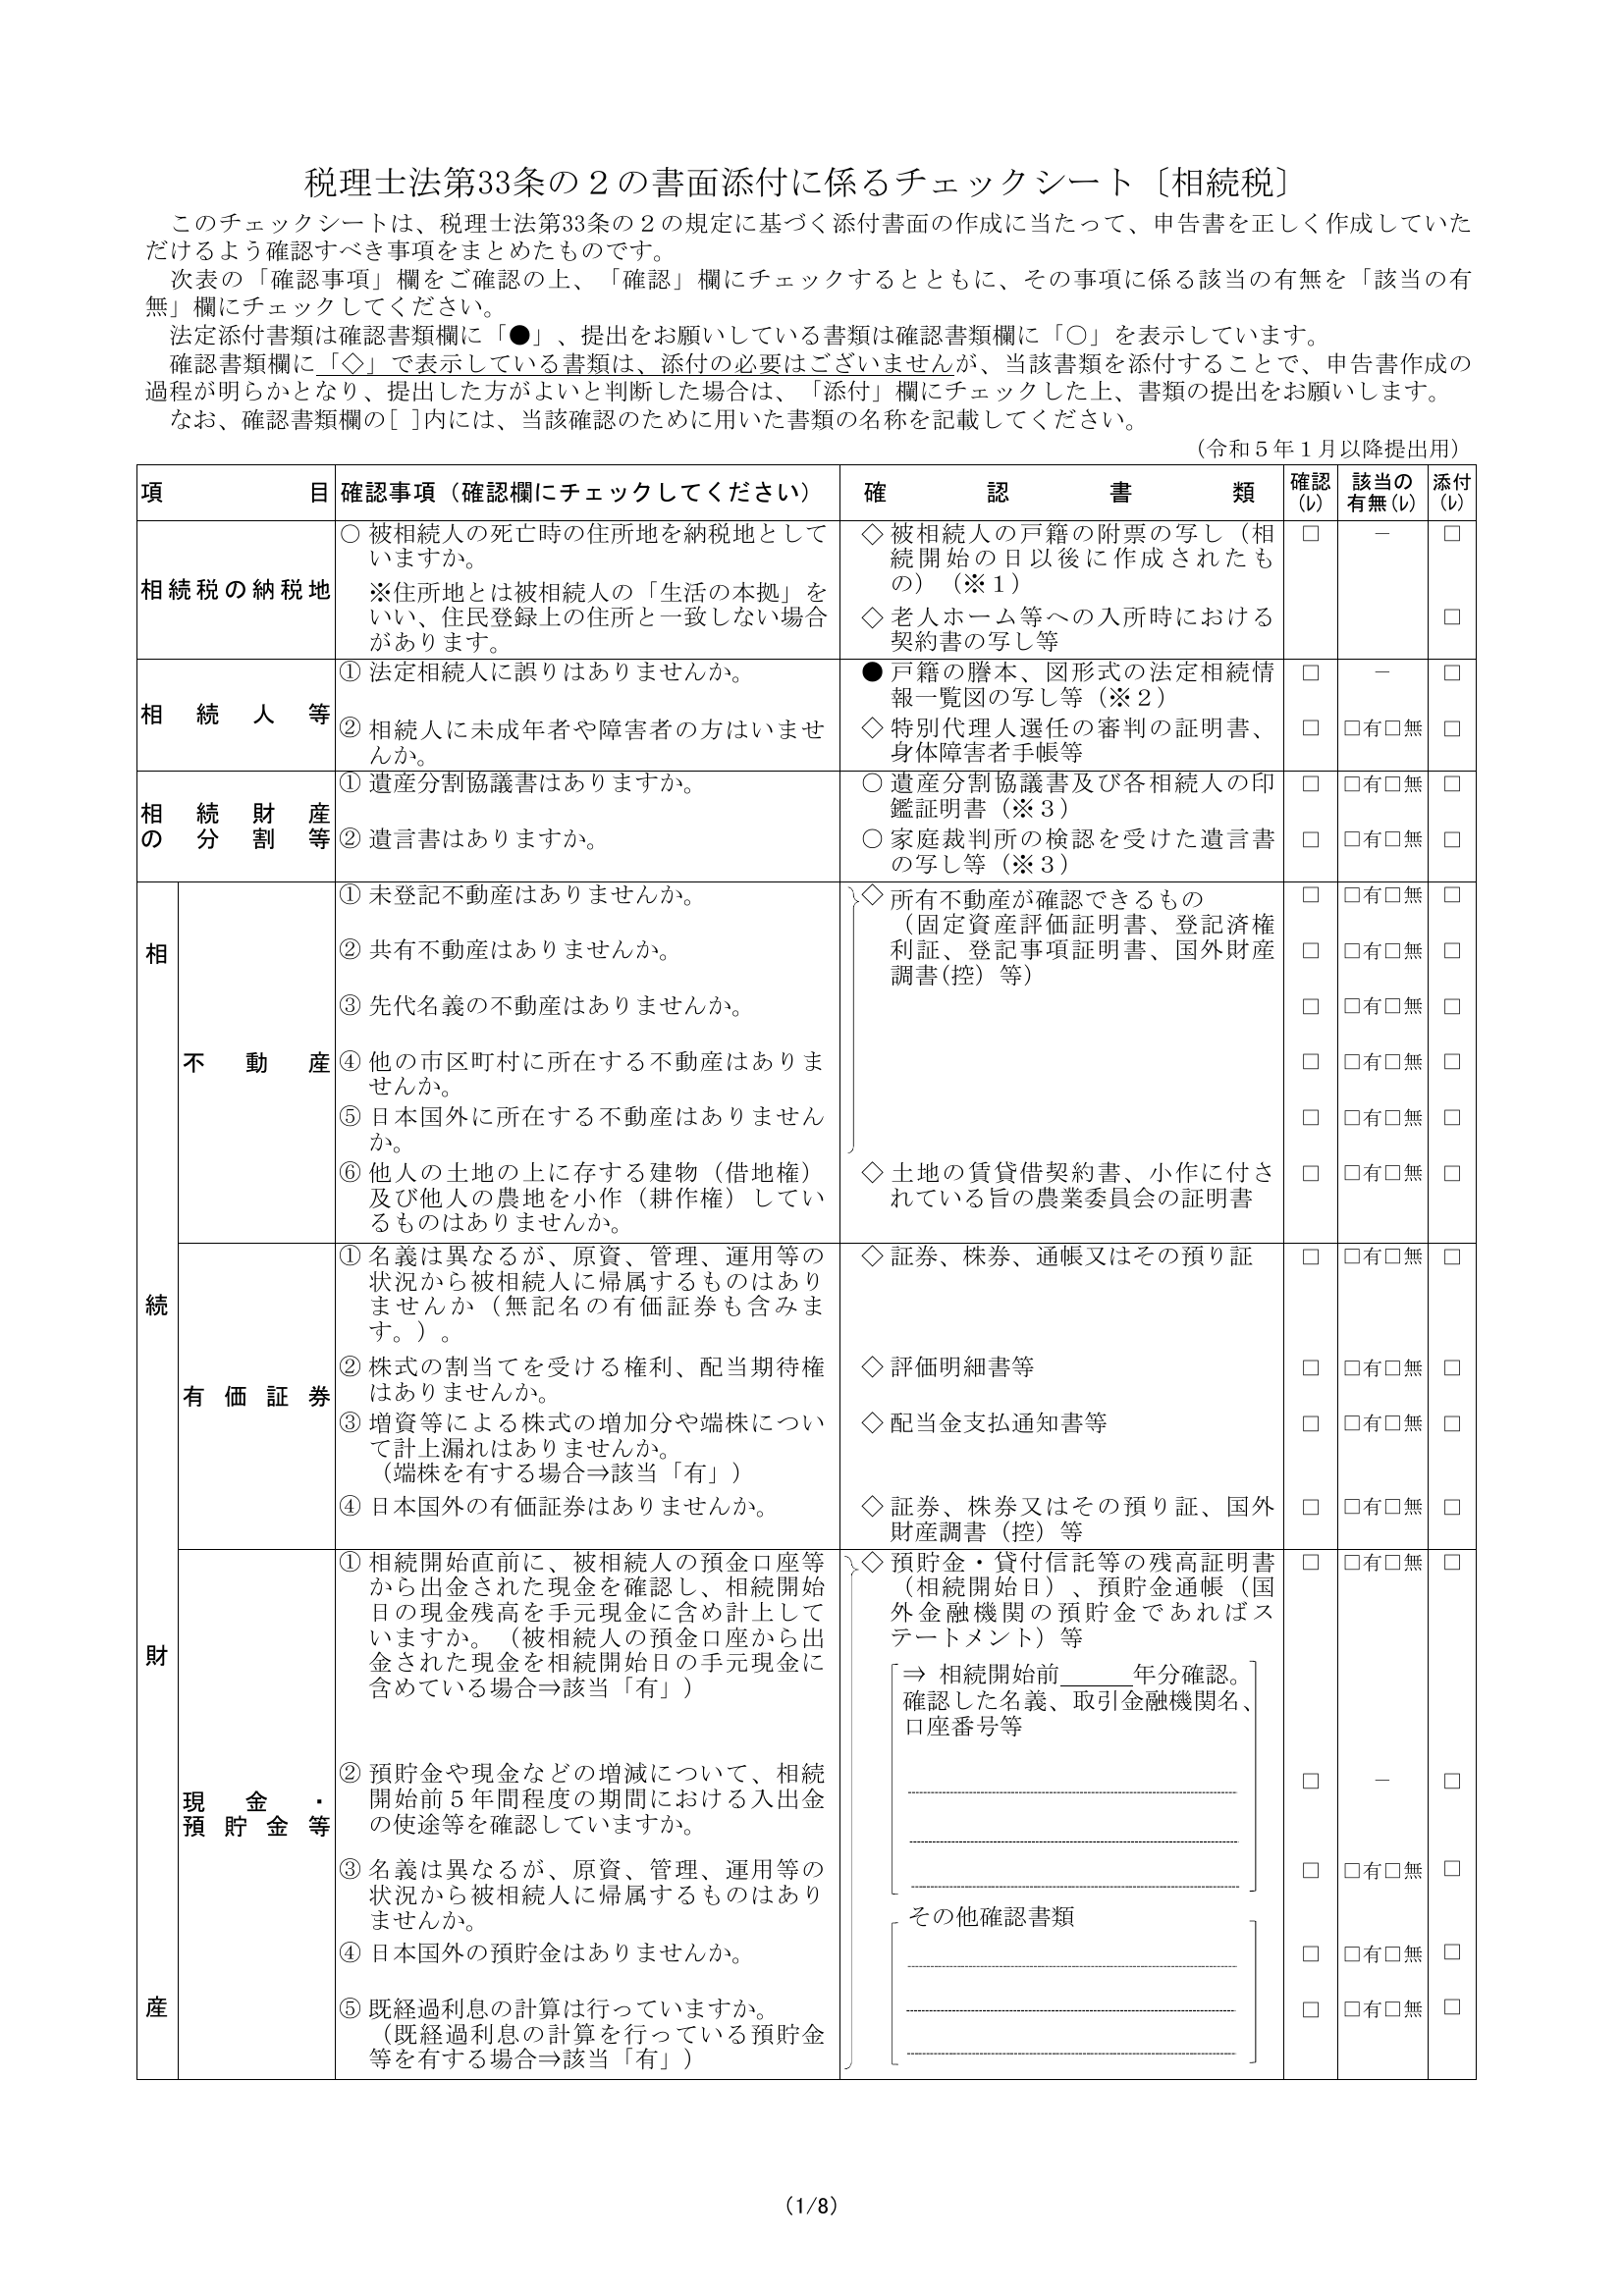 税理士法第33条の２の書面添付に係るチェックシート〔相続税〕
このチェックシートは、税理士法第33条の２の規定に基づく添付書面の作成に当たって、申告書を正しく作成していた
だけるよう確認すべき事項をまとめたものです。
次表の「確認事項」欄をご確認の上、「確認」欄にチェックするとともに、その事項に係る該当の有無を「該当の有
無」欄にチェックしてください。
法定添付書類は確認書類欄に「●」、提出をお願いしている書類は確認書類欄に「○」を表示しています。
確認書類欄に「◇」で表示している書類は、添付の必要はございませんが、当該書類を添付することで、申告書作成の
過程が明らかとなり、提出した方がよいと判断した場合は、「添付」欄にチェックした上、書類の提出をお願いします。
なお、確認書類欄の[ ]内には、当該確認のために用いた書類の名称を記載してください。
（令和５年１月以降提出用）
項 目 確認事項（確認欄にチェックしてください） 確 認 書 類 確認（レ） 該当の有無（レ） 添付（レ）
相続税の納税地
○ 被相続人の死亡時の住所地を納税地として
いますか。
※住所地とは被相続人の「生活の本拠」を
いい、住民登録上の住所と一致しない場合
があります。
◇ 被相続人の戸籍の附票の写し（相
続開始の日以後に作成されたも
の）（※１）
□ － □
◇ 老人ホーム等への入所時における
契約書の写し等
□
相 続 人 等
① 法定相続人に誤りはありませんか。
● 戸籍の謄本、図形式の法定相続情
報一覧図の写し等（※２）
□ － □
② 相続人に未成年者や障害者の方はいませ
んか。
◇ 特別代理人選任の審判の証明書、
身体障害者手帳等
□ □有□無 □
相 続 財 産
の 分 割 等
① 遺産分割協議書はありますか。
○ 遺産分割協議書及び各相続人の印
鑑証明書（※３）
□ □有□無 □
② 遺言書はありますか。
○ 家庭裁判所の検認を受けた遺言書
の写し等（※３）
□ □有□無 □
相 続 財 産
不 動 産
① 未登記不動産はありませんか。
□ □有□無 □
② 共有不動産はありませんか。
□ □有□無 □
③ 先代名義の不動産はありませんか。
□ □有□無 □
④ 他の市区町村に所在する不動産はありま
せんか。
□ □有□無 □
⑤ 日本国外に所在する不動産はありません
か。
□ □有□無 □
◇ 所有不動産が確認できるもの
（固定資産評価証明書、登記済権
利証、登記事項証明書、国外財産
調書（控）等）
⑥ 他人の土地の上に存する建物（借地権）
及び他人の農地を小作（耕作権）してい
るものはありませんか。
◇ 土地の賃貸借契約書、小作に付さ
れている旨の農業委員会の証明書
□ □有□無 □
有 価 証 券
① 名義は異なるが、原資、管理、運用等の
状況から被相続人に帰属するものはあり
ませんか（無記名の有価証券も含みま
す。）。
◇ 証券、株券、通帳又はその預り証
□ □有□無 □
② 株式の割当てを受ける権利、配当期待権
はありませんか。
◇ 評価明細書等
□ □有□無 □
③ 増資等による株式の増加分や端株につい
て計上漏れはありませんか。
（端株を有する場合⇒該当「有」）
◇ 配当金支払通知書等
□ □有□無 □
④ 日本国外の有価証券はありませんか。
◇ 証券、株券又はその預り証、国外
財産調書（控）等
□ □有□無 □
現 金 ・
預 貯 金 等
① 相続開始直前に、被相続人の預金口座等
から出金された現金を確認し、相続開始
日の現金残高を手元現金に含め計上して
いますか。（被相続人の預金口座から出
金された現金を相続開始日の手元現金に
含めている場合⇒該当「有」）
□ □有□無 □
② 預貯金や現金などの増減について、相続
開始前５年間程度の期間における入出金
の使途等を確認していますか。
□ － □
③ 名義は異なるが、原資、管理、運用等の
状況から被相続人に帰属するものはあり
ませんか。
□ □有□無 □
④ 日本国外の預貯金はありませんか。
□ □有□無 □
⑤ 既経過利息の計算は行っていますか。
（既経過利息の計算を行っている預貯金
等を有する場合⇒該当「有」）
□ □有□無 □
◇ 預貯金・貸付信託等の残高証明書
（相続開始日）、預貯金通帳（国
外金融機関の預貯金であればス
テートメント）等
⇒ 相続開始前______年分確認。
確認した名義、取引金融機関名、
口座番号等
その他確認書類
（1/8）